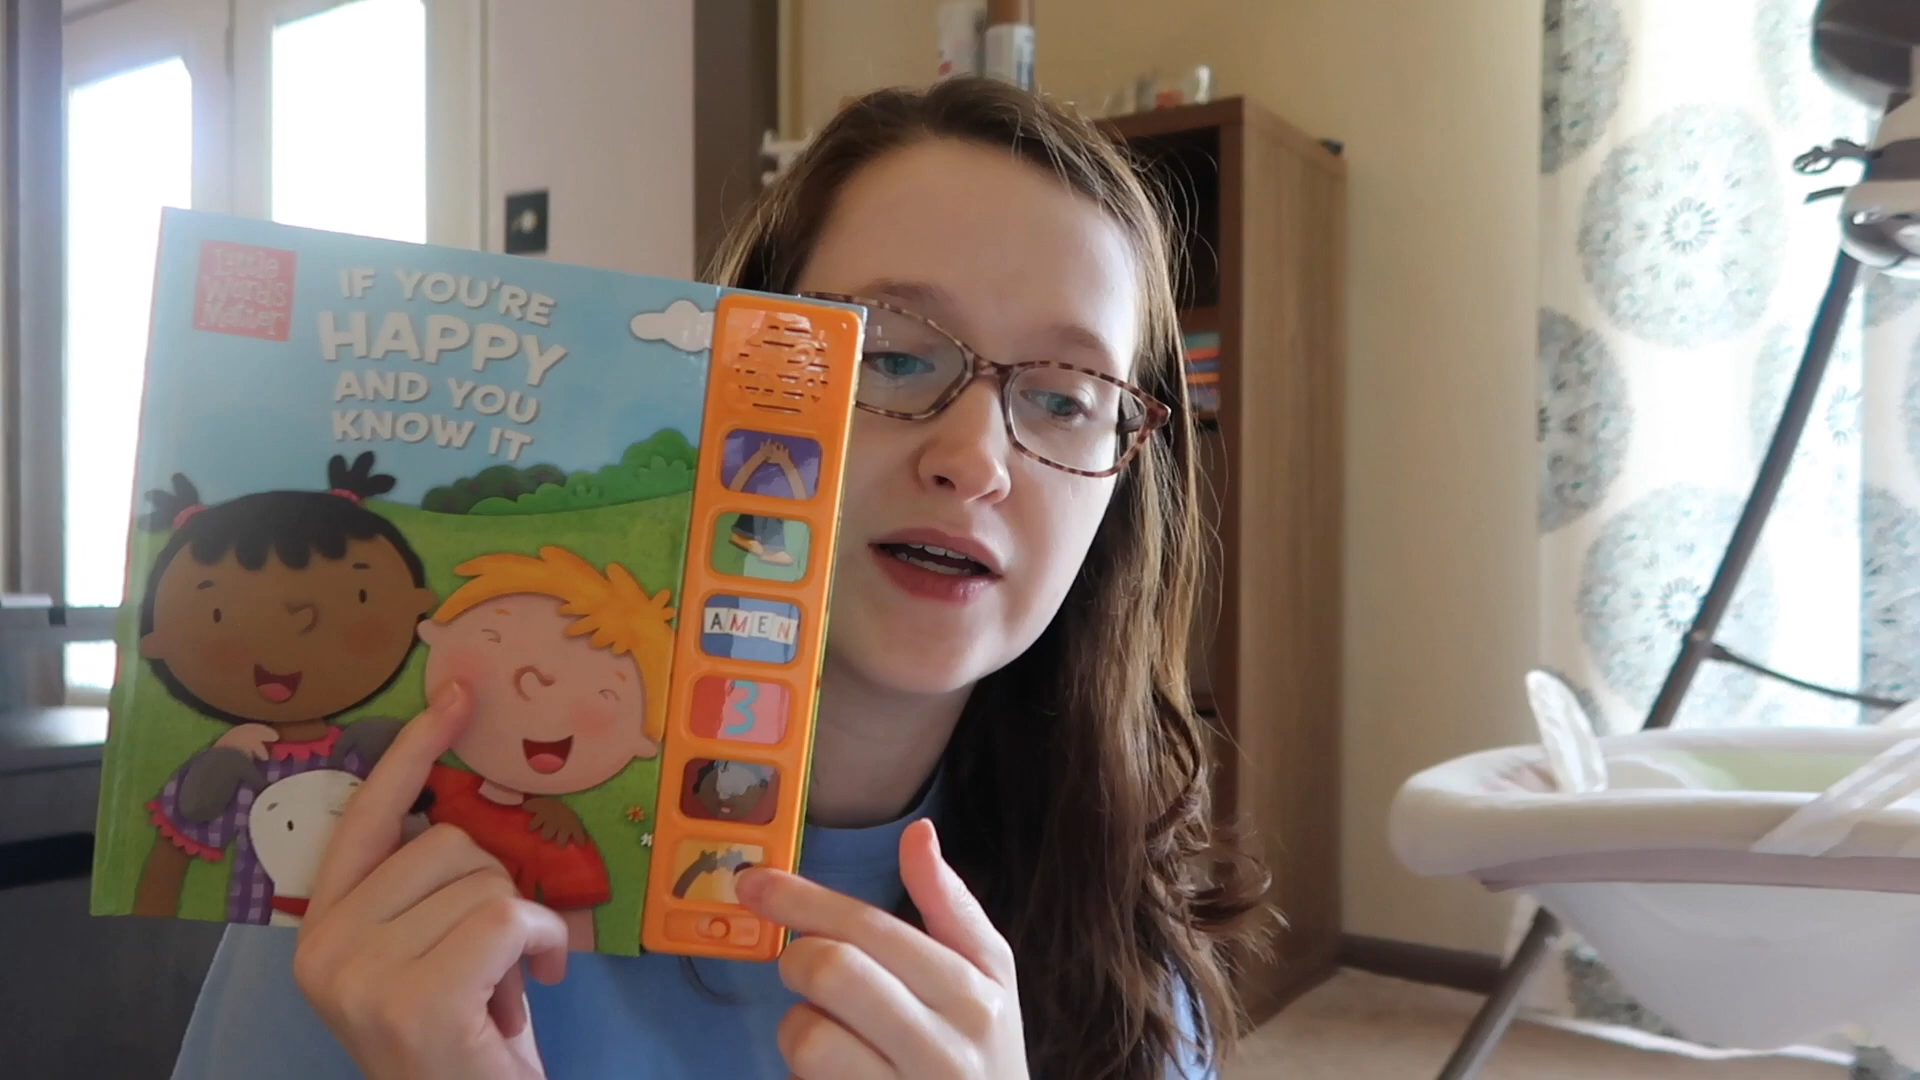 Little
Words
Matter
IF YOU'RE
HAPPY
AND YOU
KNOW IT
AMEN
3